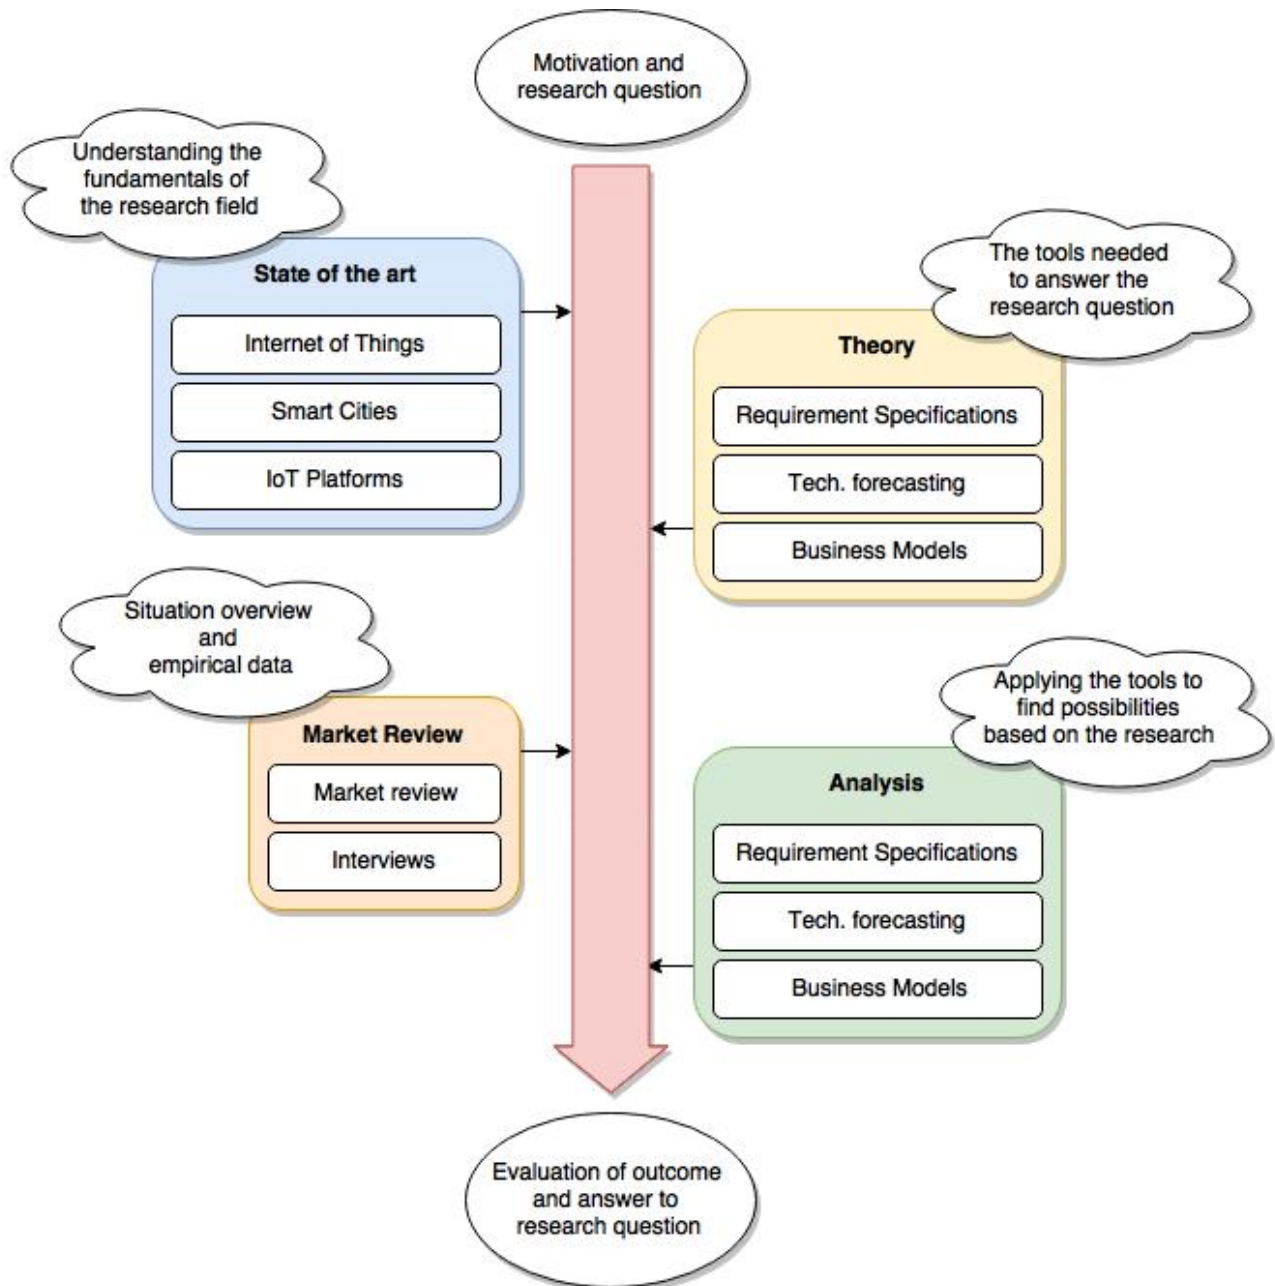 Motivation and
research question
Understanding the
fundamentals of
the research field
State of the art
Internet of Things
Smart Cities
IoT Platforms
The tools needed
to answer the
research question
Theory
Requirement Specifications
Tech. forecasting
Business Models
Situation overview
and
empirical data
Market Review
Market review
Interviews
Applying the tools to
find possibilities
based on the research
Analysis
Requirement Specifications
Tech. forecasting
Business Models
Evaluation of outcome
and answer to
research question